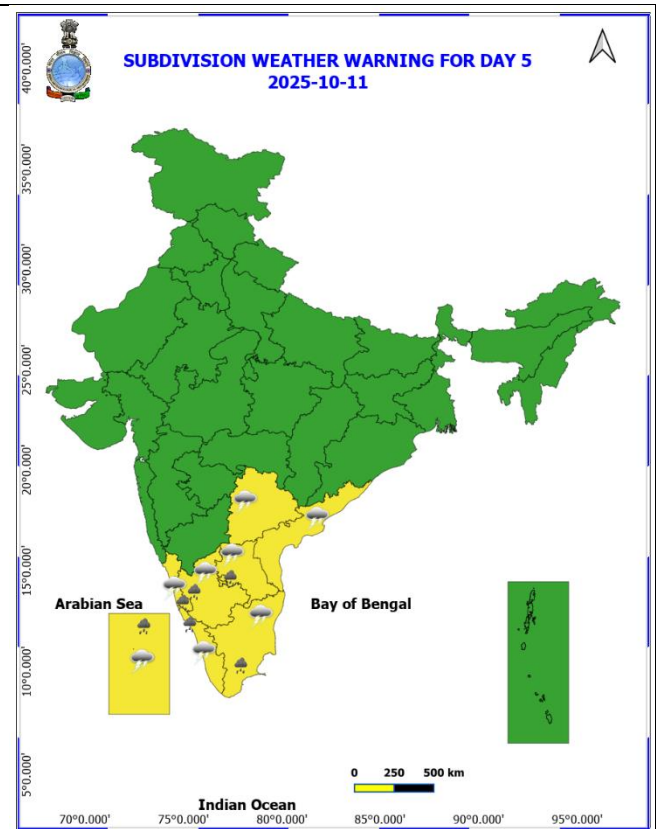 SUBDIVISION WEATHER WARNING FOR DAY 5
2025-10-11
40°0.000'
35°0.000'
30°0.000'
25°0.000'
20°0.000'
15°0.000'
10°0.000'
5°0.000'
Arabian Sea
Bay of Bengal
0 250 500 km
Indian Ocean
70°0.000' 75°0.000' 80°0.000' 85°0.000' 90°0.000' 95°0.000'